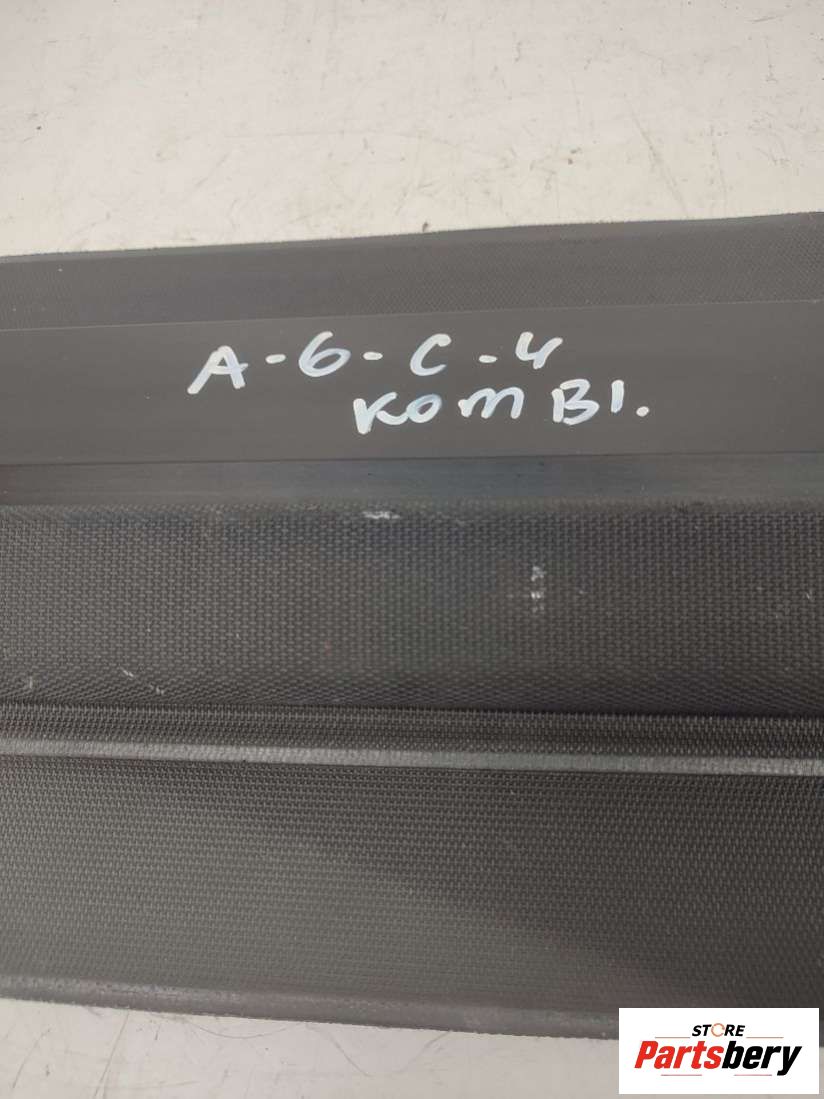 A-6-C-4
KOMBI.
STORE
Partsbery